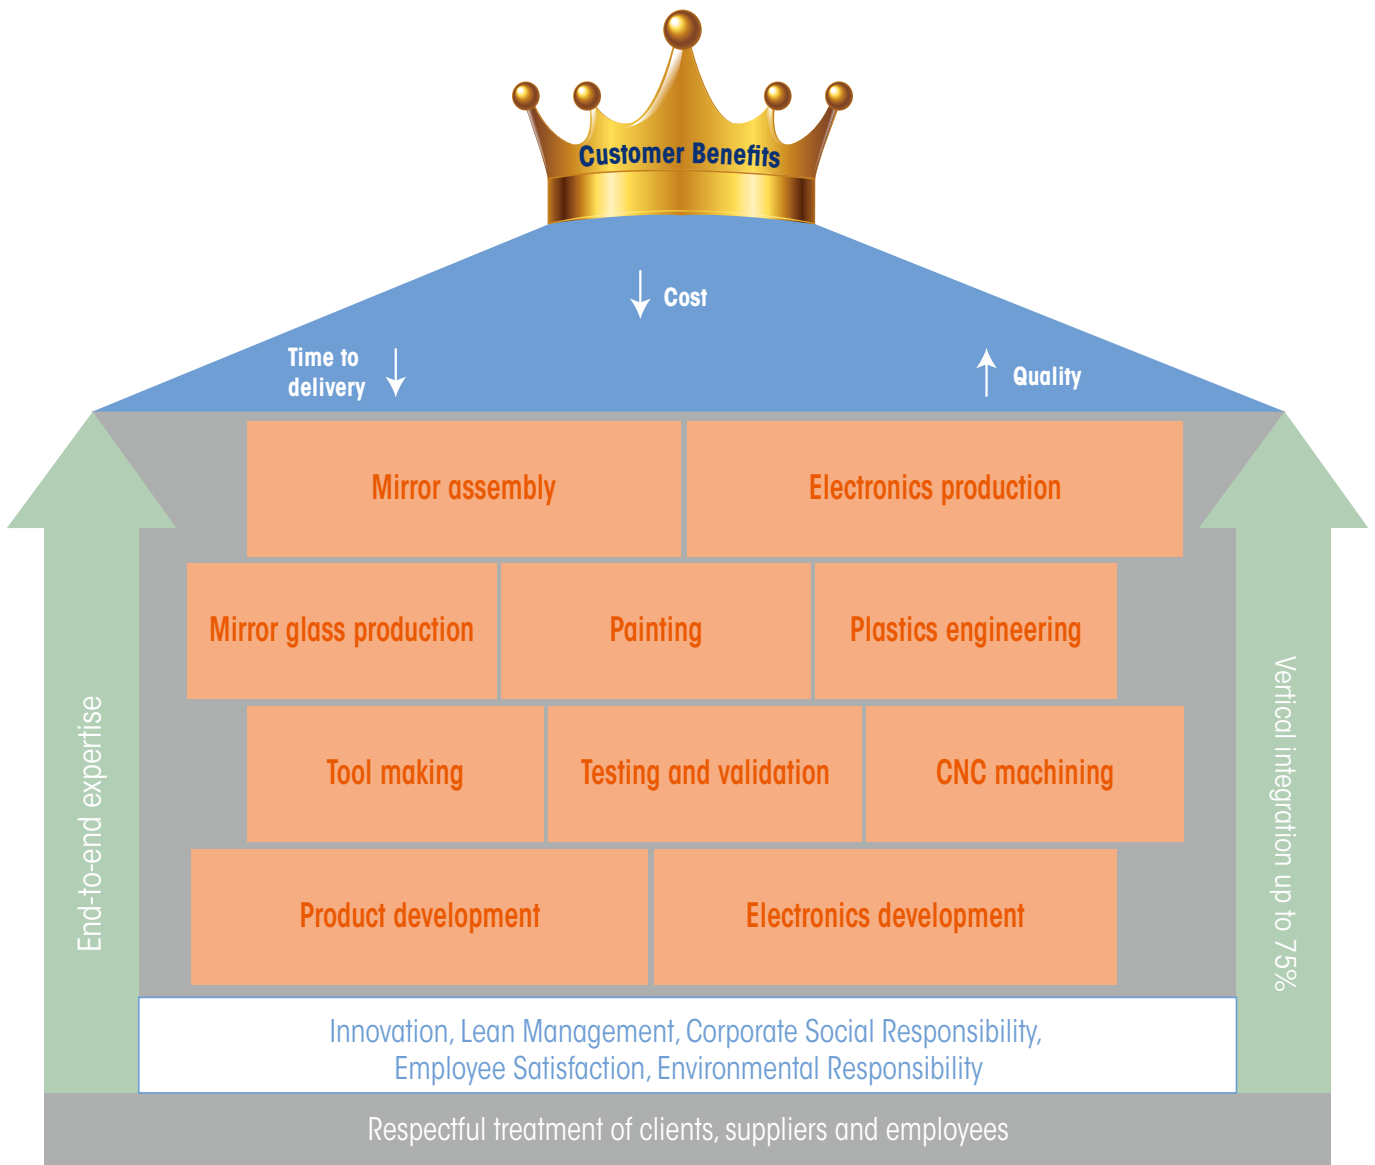 Customer Benefits
Cost
Time to
delivery
Quality
Mirror assembly
Electronics production
Mirror glass production
Painting
Plastics engineering
Tool making
Testing and validation
CNC machining
Product development
Electronics development
End-to-end expertise
Vertical integration up to 75%
Innovation, Lean Management, Corporate Social Responsibility,
Employee Satisfaction, Environmental Responsibility
Respectful treatment of clients, suppliers and employees